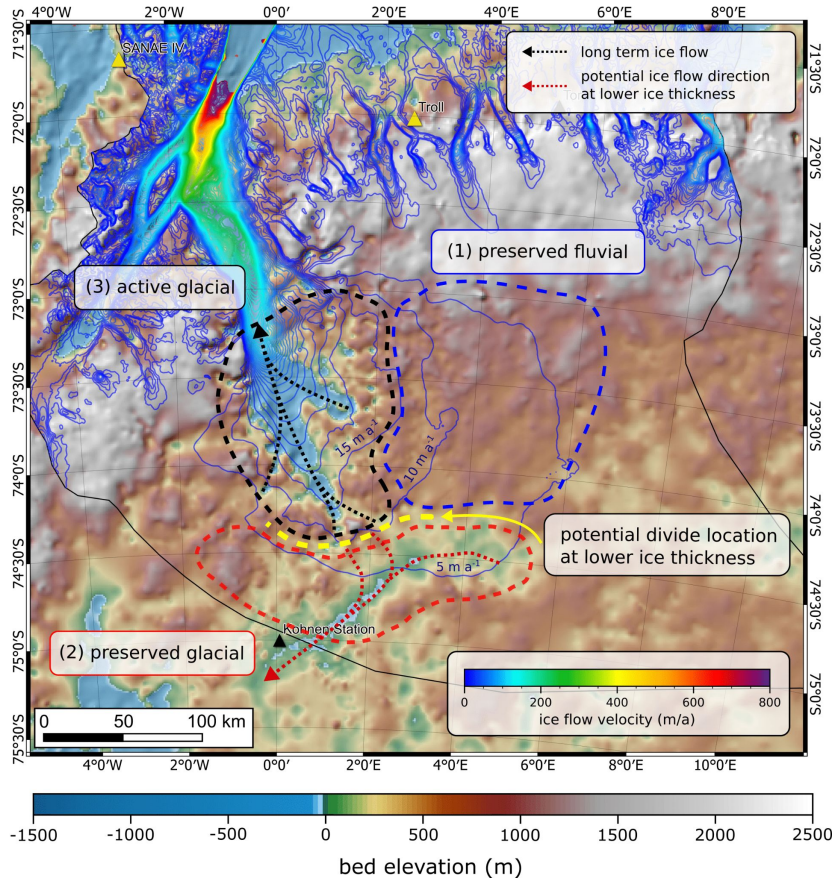 4°0'W 2°0'W 0°0' 2°0'E 4°0'E 6°0'E 8°0'E
71°30'S
72°0'S
72°30'S
73°0'S
73°30'S
74°0'S
74°30'S
75°0'S
75°30'S
SANAE IV
Troll
long term ice flow
potential ice flow direction
at lower ice thickness
71°30'S
72°0'S
72°30'S
73°0'S
73°30'S
74°0'S
74°30'S
75°0'S
(1) preserved fluvial
(3) active glacial
15 m a⁻¹
10 m a⁻¹
potential divide location
at lower ice thickness
5 m a⁻¹
Kohnen Station
(2) preserved glacial
0 200 400 600 800
ice flow velocity (m/a)
0 50 100 km
4°0'W 2°0'W 0°0' 2°0'E 4°0'E 6°0'E 8°0'E 10°0'E
-1500 -1000 -500 0 500 1000 1500 2000 2500
bed elevation (m)